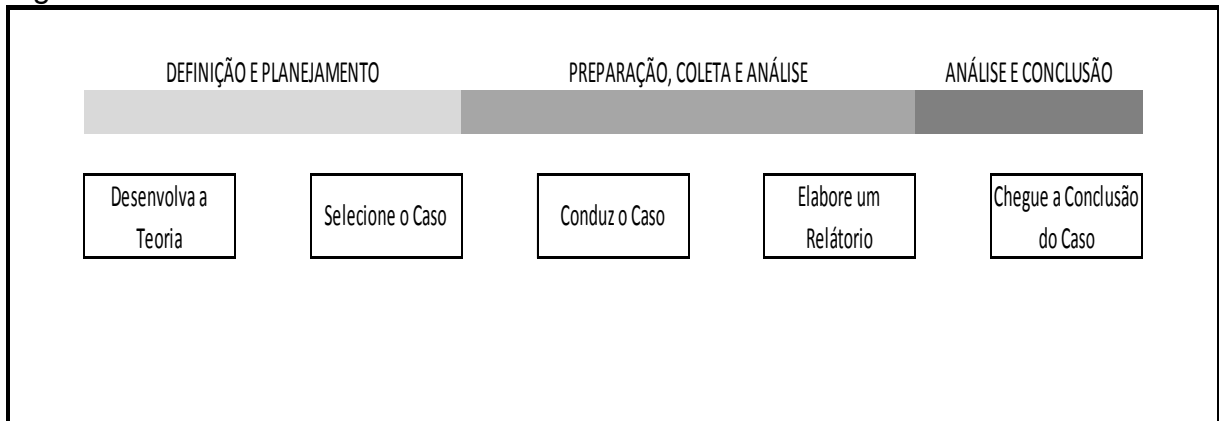 DEFINIÇÃO E PLANEJAMENTO
PREPARAÇÃO, COLETA E ANÁLISE
ANÁLISE E CONCLUSÃO
Desenvolva a
Teoria
Selecione o Caso
Conduz o Caso
Elabore um
Relátorio
Chegue a Conclusão
do Caso